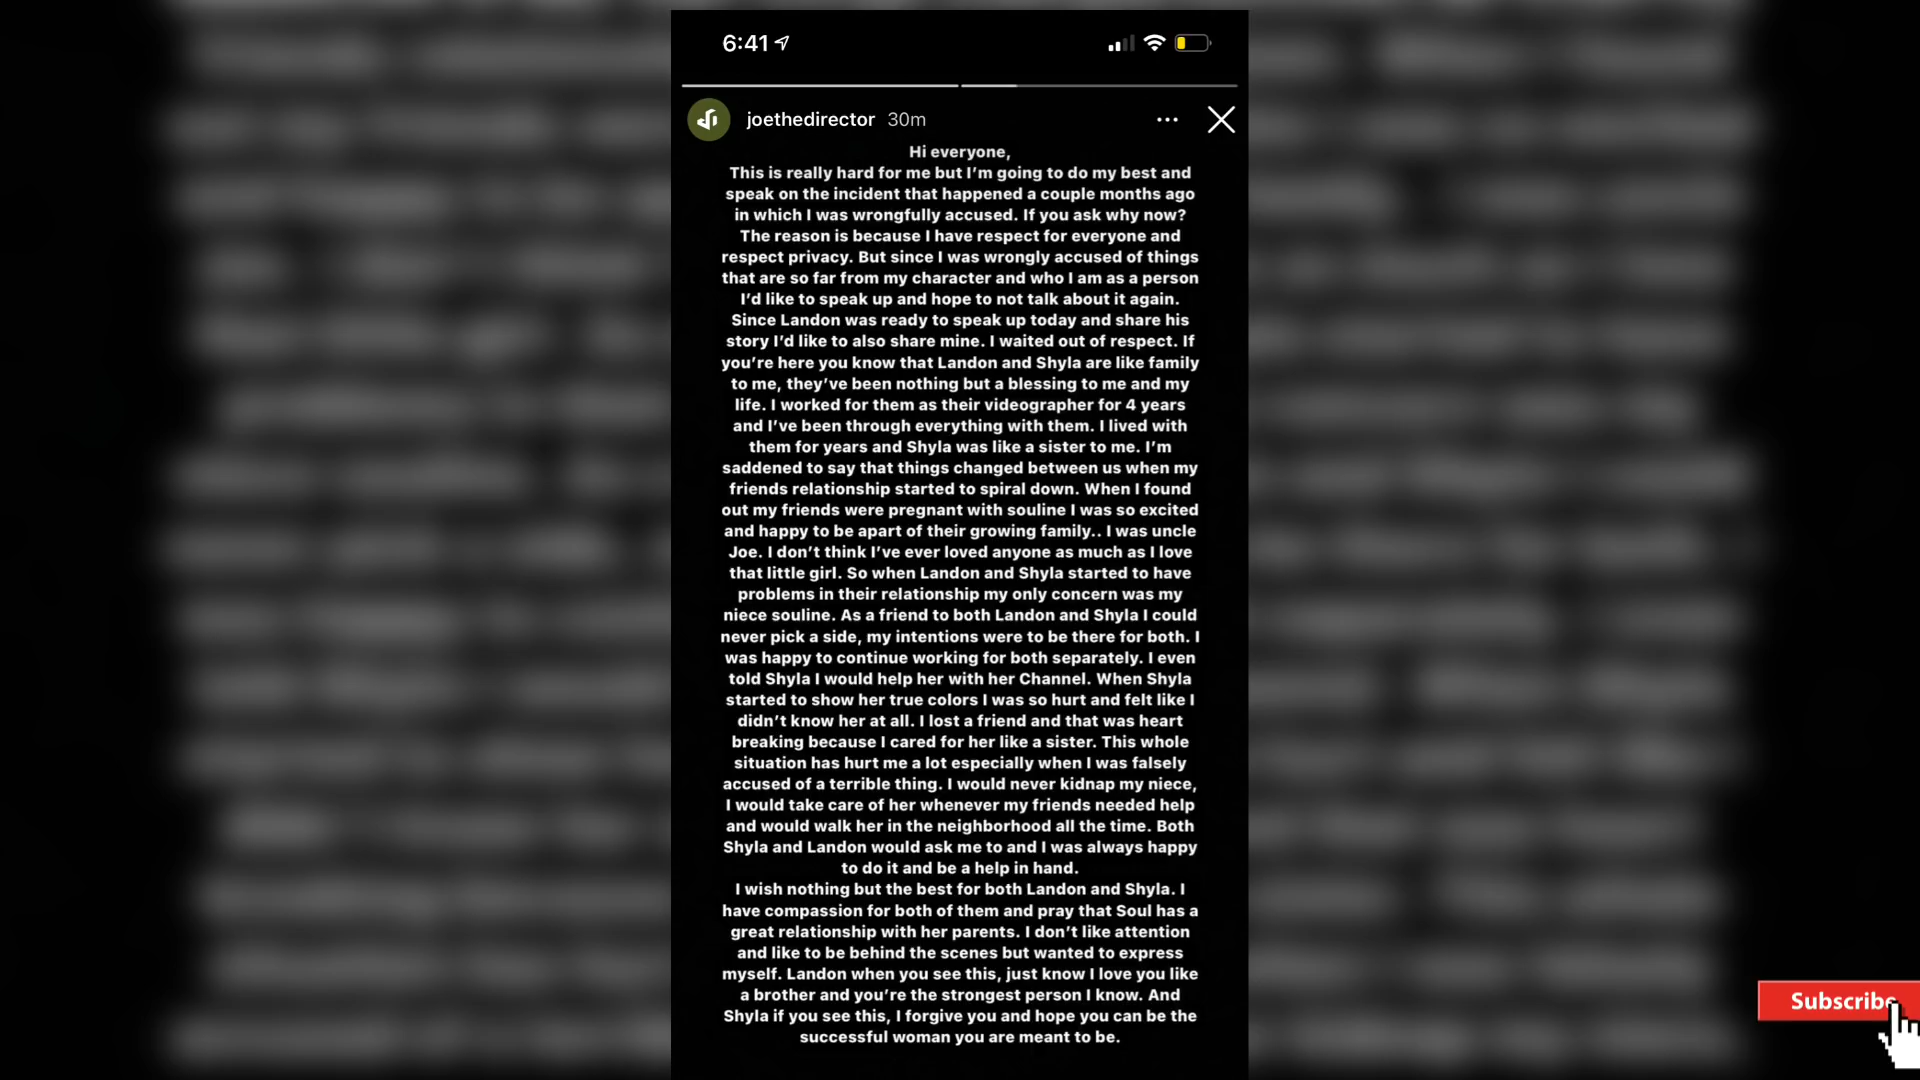 6:41
joethedirector 30m
Hi everyone,
This is really hard for me but I'm going to do my best and
speak on the incident that happened a couple months ago
in which I was wrongfully accused. If you ask why now?
The reason is because I have respect for everyone and
respect privacy. But since I was wrongly accused of things
that are so far from my character and who I am as a person
I'd like to speak up and hope to not talk about it again.
Since Landon was ready to speak up today and share his
story I'd like to also share mine. I waited out of respect. If
you're here you know that Landon and Shyla are like family
to me, they've been nothing but a blessing to me and my
life. I worked for them as their videographer for 4 years
and I've been through everything with them. I lived with
them for years and Shyla was like a sister to me. I'm
saddened to say that things changed between us when my
friends relationship started to spiral down. When I found
out my friends were pregnant with souline I was so excited
and happy to be apart of their growing family.. I was uncle
Joe. I don't think I've ever loved anyone as much as I love
that little girl. So when Landon and Shyla started to have
problems in their relationship my only concern was my
niece souline. As a friend to both Landon and Shyla I could
never pick a side, my intentions were to be there for both. I
was happy to continue working for both separately. I even
told Shyla I would help her with her Channel. When Shyla
started to show her true colors I was so hurt and felt like I
didn't know her at all. I lost a friend and that was heart
breaking because I cared for her like a sister. This whole
situation has hurt me a lot especially when I was falsely
accused of a terrible thing. I would never kidnap my niece,
I would take care of her whenever my friends needed help
and would walk her in the neighborhood all the time. Both
Shyla and Landon would ask me to and I was always happy
to do it and be a help in hand.
I wish nothing but the best for both Landon and Shyla. I
have compassion for both of them and pray that Soul has a
great relationship with her parents. I don't like attention
and like to be behind the scenes but wanted to express
myself. Landon when you see this, just know I love you like
a brother and you're the strongest person I know. And
Shyla if you see this, I forgive you and hope you can be the
successful woman you are meant to be.
Subscribe